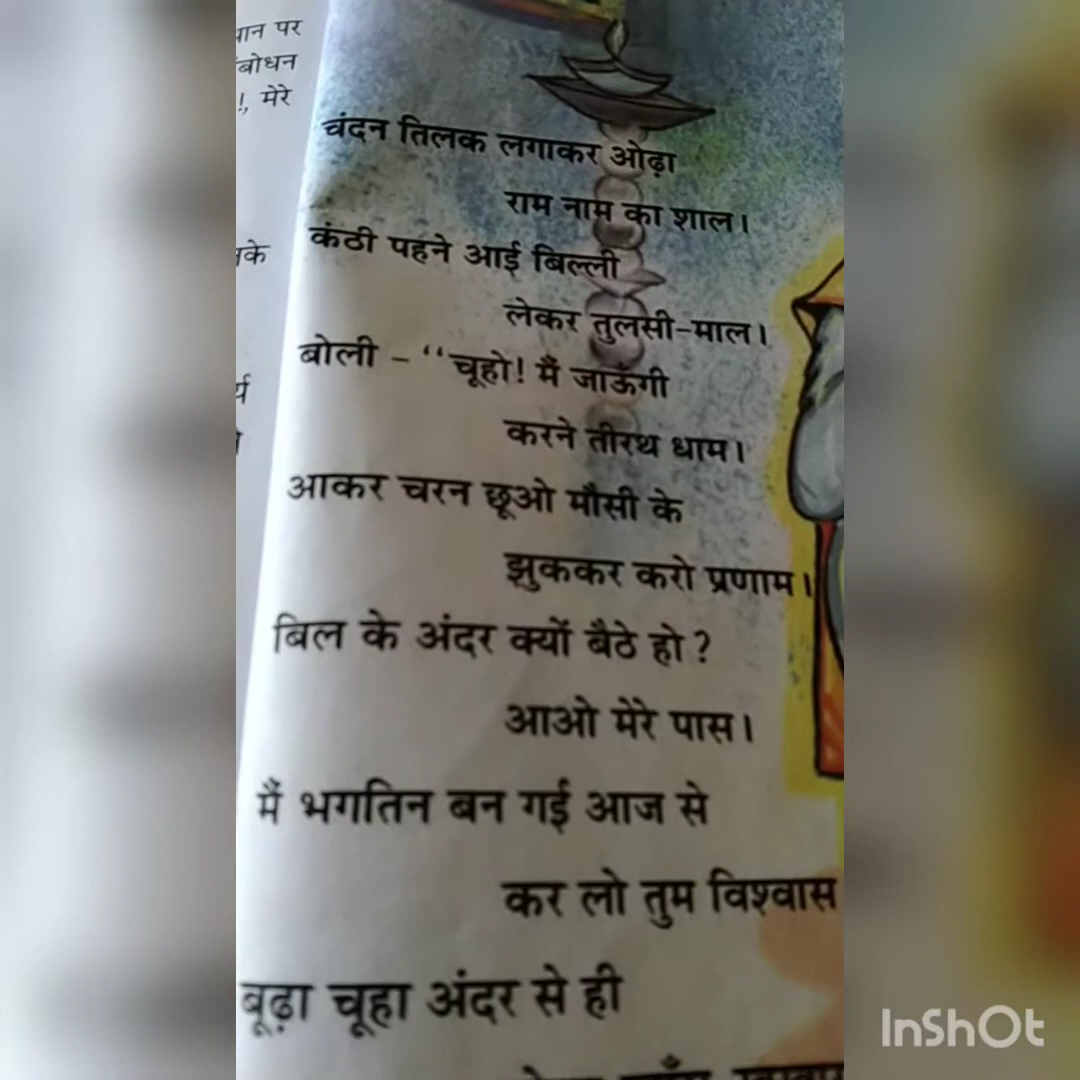 पर
!, मेरे
चंदन तिलक लगाकर ओढ़ा
राम नाम का शाल।
कंठी पहने आई बिल्ली
लेकर तुलसी-माल।
बोली - “चूहो! मैं जाऊंगी
करने तीरथ धाम।
आकर चरन छूओ मौसी के
झुककर करो प्रणाम।
बिल के अंदर क्यों बैठे हो?
आओ मेरे पास।
मैं भगतिन बन गई आज से
कर लो तुम विश्वास
बूढ़ा चूहा अंदर से ही
InShOt